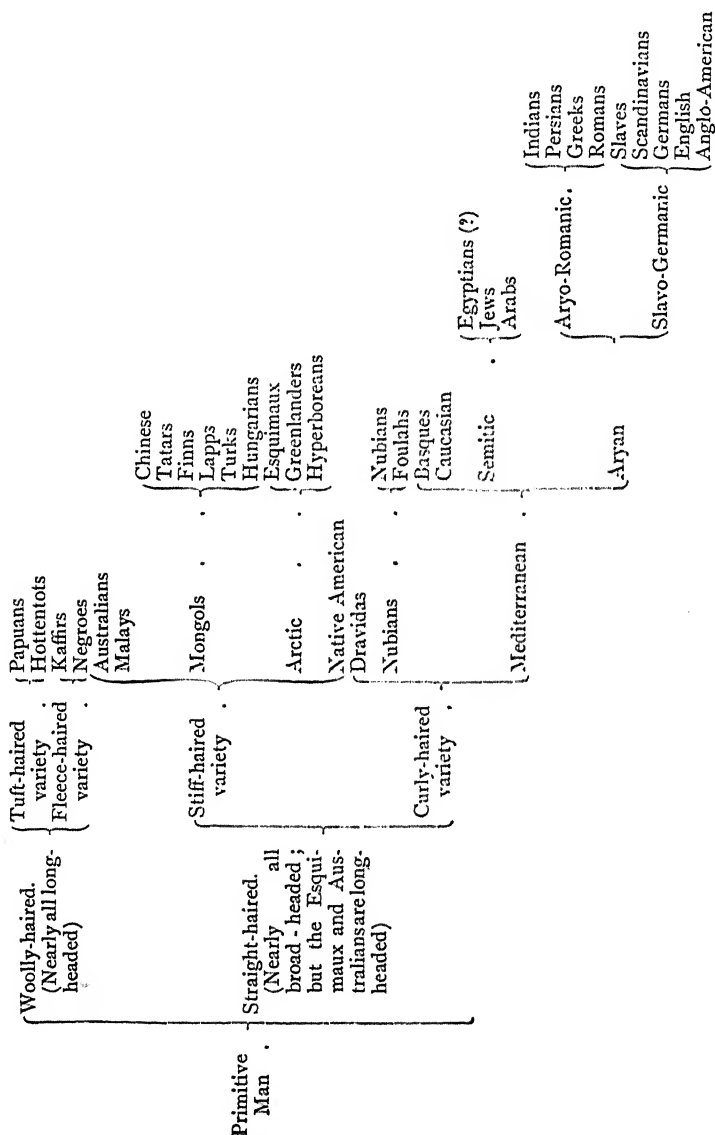 Primitive
Man .
Woolly-haired.
(Nearly all long-
headed)
Straight-haired.
(Nearly all
broad - headed ;
but the Esqui-
maux and Aus-
tralians are long-
headed)
Tuft-haired
variety .
Fleece-haired
variety .
Stiff-haired
variety .
Curly-haired
variety .
Papuans
Hottentots
Kaffirs
Negroes
Australians
Malays
Mongols . .
Arctic . .
Native American
Dravidas
Nubians . .
Mediterranean .
Chinese
Tatars
Finns
Lapps
Turks
Hungarians
Esquimaux
Greenlanders
Hyperboreans
Nubians
Foulahs
Basques
Caucasian
Semitic .
Aryan
Egyptians (?)
Jews
Arabs
Aryo-Romanic.
Slavo-Germanic
Indians
Persians
Greeks
Romans
Slaves
Scandinavians
Germans
English
Anglo-American